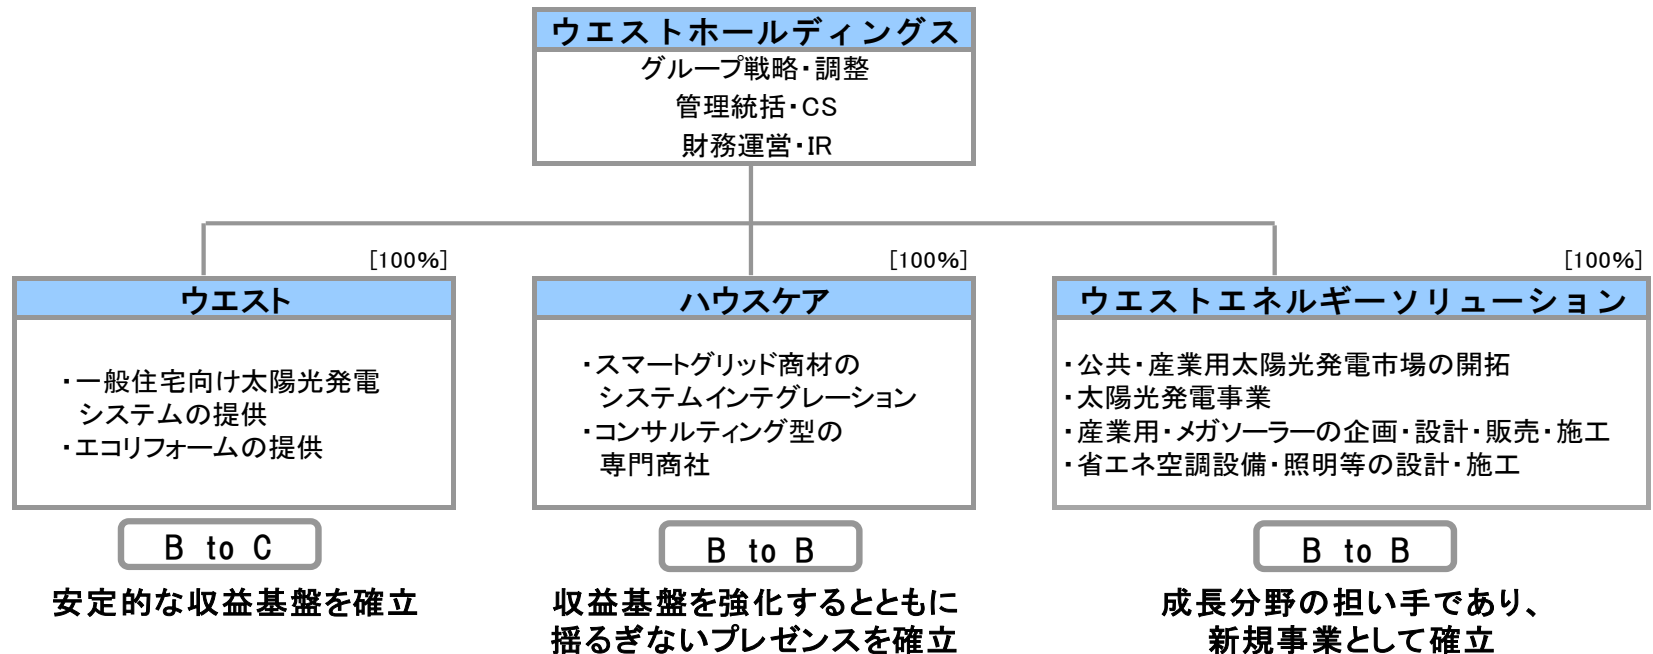 ウエストホールディングス
グループ戦略・調整
管理統括・CS
財務運営・IR
[100%]
ウエスト
・一般住宅向け太陽光発電
システムの提供
・エコリフォームの提供
B to C
安定的な収益基盤を確立
[100%]
ハウスケア
・スマートグリッド商材の
システムインテグレーション
・コンサルティング型の
専門商社
B to B
収益基盤を強化するとともに
揺るぎないプレゼンスを確立
[100%]
ウエストエネルギーソリューション
・公共・産業用太陽光発電市場の開拓
・太陽光発電事業
・産業用・メガソーラーの企画・設計・販売・施工
・省エネ空調設備・照明等の設計・施工
B to B
成長分野の担い手であり、
新規事業として確立